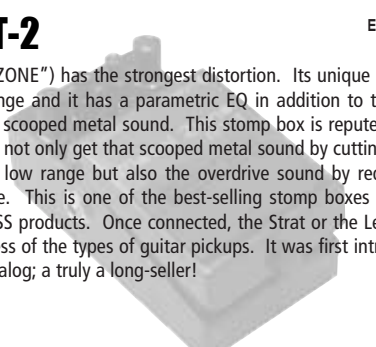 T-2
E
ZONE") has the strongest distortion. Its unique
nge and it has a parametric EQ in addition to t
scooped metal sound. This stomp box is repute
not only get that scooped metal sound by cuttin
low range but also the overdrive sound by rec
e. This is one of the best-selling stomp boxes
SS products. Once connected, the Strat or the Le
ess of the types of guitar pickups. It was first intr
alog; a truly a long-seller!